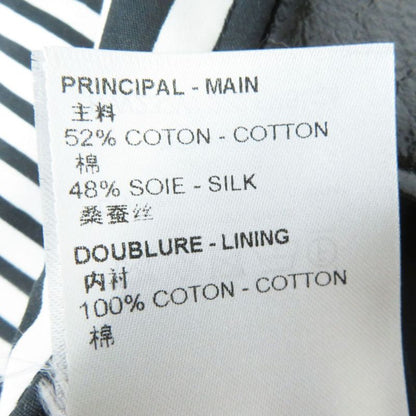 PRINCIPAL - MAIN
主料
52% COTON - COTTON
棉
48% SOIE - SILK
桑蚕丝
DOUBLURE - LINING
内衬
100% COTON - COTTON
棉